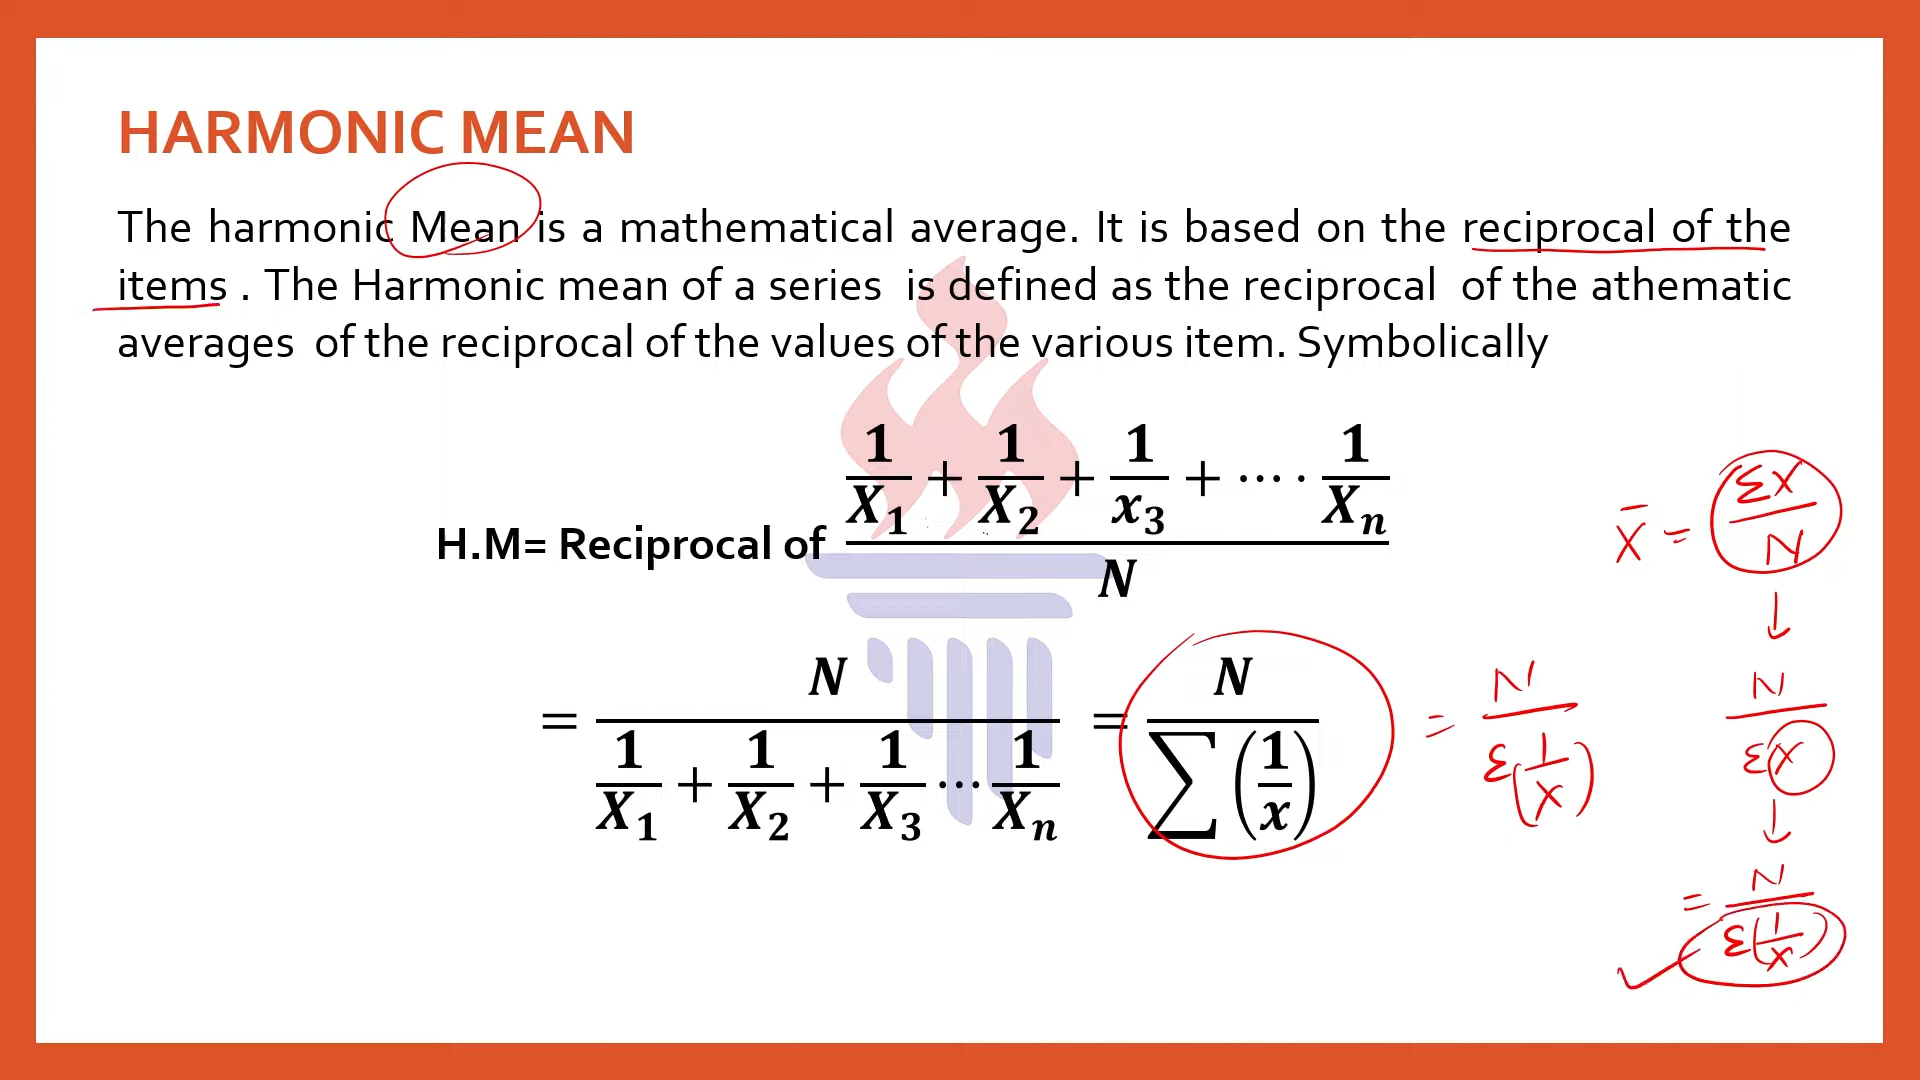 HARMONIC MEAN
The harmonic Mean is a mathematical average. It is based on the reciprocal of the
items . The Harmonic mean of a series is defined as the reciprocal of the athematic
averages of the reciprocal of the values of the various item. Symbolically
H.M= Reciprocal of (1/X₁ + 1/X₂ + 1/x₃ + ⋯· 1/Xₙ)/N
= N/(1/X₁ + 1/X₂ + 1/X₃ ⋯ 1/Xₙ) = N/∑(1/x) = N/Σ(1/X)
X̄ = ΣX/N
↓
N/ΣX
↓
= N/Σ(1/X) ✓